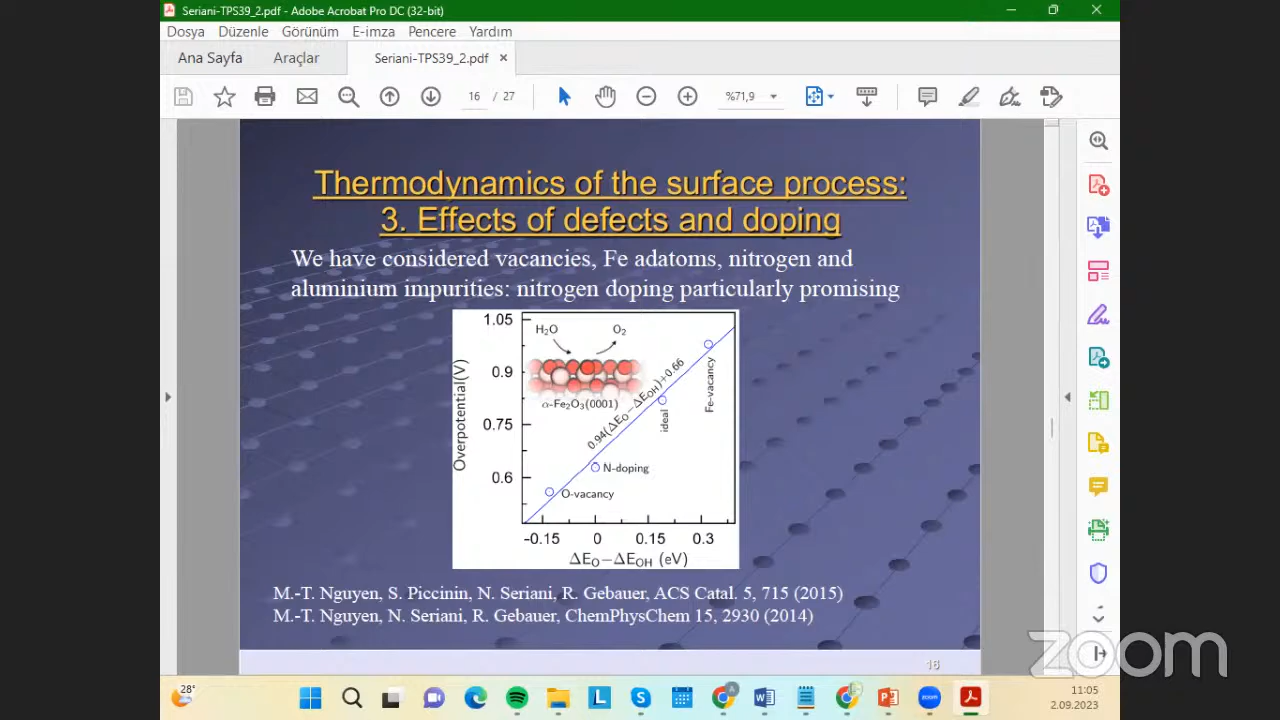 Seriani-TPS39_2.pdf - Adobe Acrobat Pro DC (32-bit)
Dosya Düzenle Görünüm E-imza Pencere Yardım
Ana Sayfa Araçlar Seriani-TPS39_2.pdf ×
16 / 27 %71,9
Thermodynamics of the surface process:
3. Effects of defects and doping
We have considered vacancies, Fe adatoms, nitrogen and
aluminium impurities: nitrogen doping particularly promising
1.05
0.9
0.75
0.6
Overpotential(V)
H₂O O₂
α-Fe₂O₃(0001)
0.94(ΔE_O−ΔE_OH)+0.66
Fe-vacancy
ideal
N-doping
O-vacancy
-0.15 0 0.15 0.3
ΔE_O−ΔE_OH (eV)
M.-T. Nguyen, S. Piccinin, N. Seriani, R. Gebauer, ACS Catal. 5, 715 (2015)
M.-T. Nguyen, N. Seriani, R. Gebauer, ChemPhysChem 15, 2930 (2014)
16
zoom
28°
11:05
2.09.2023